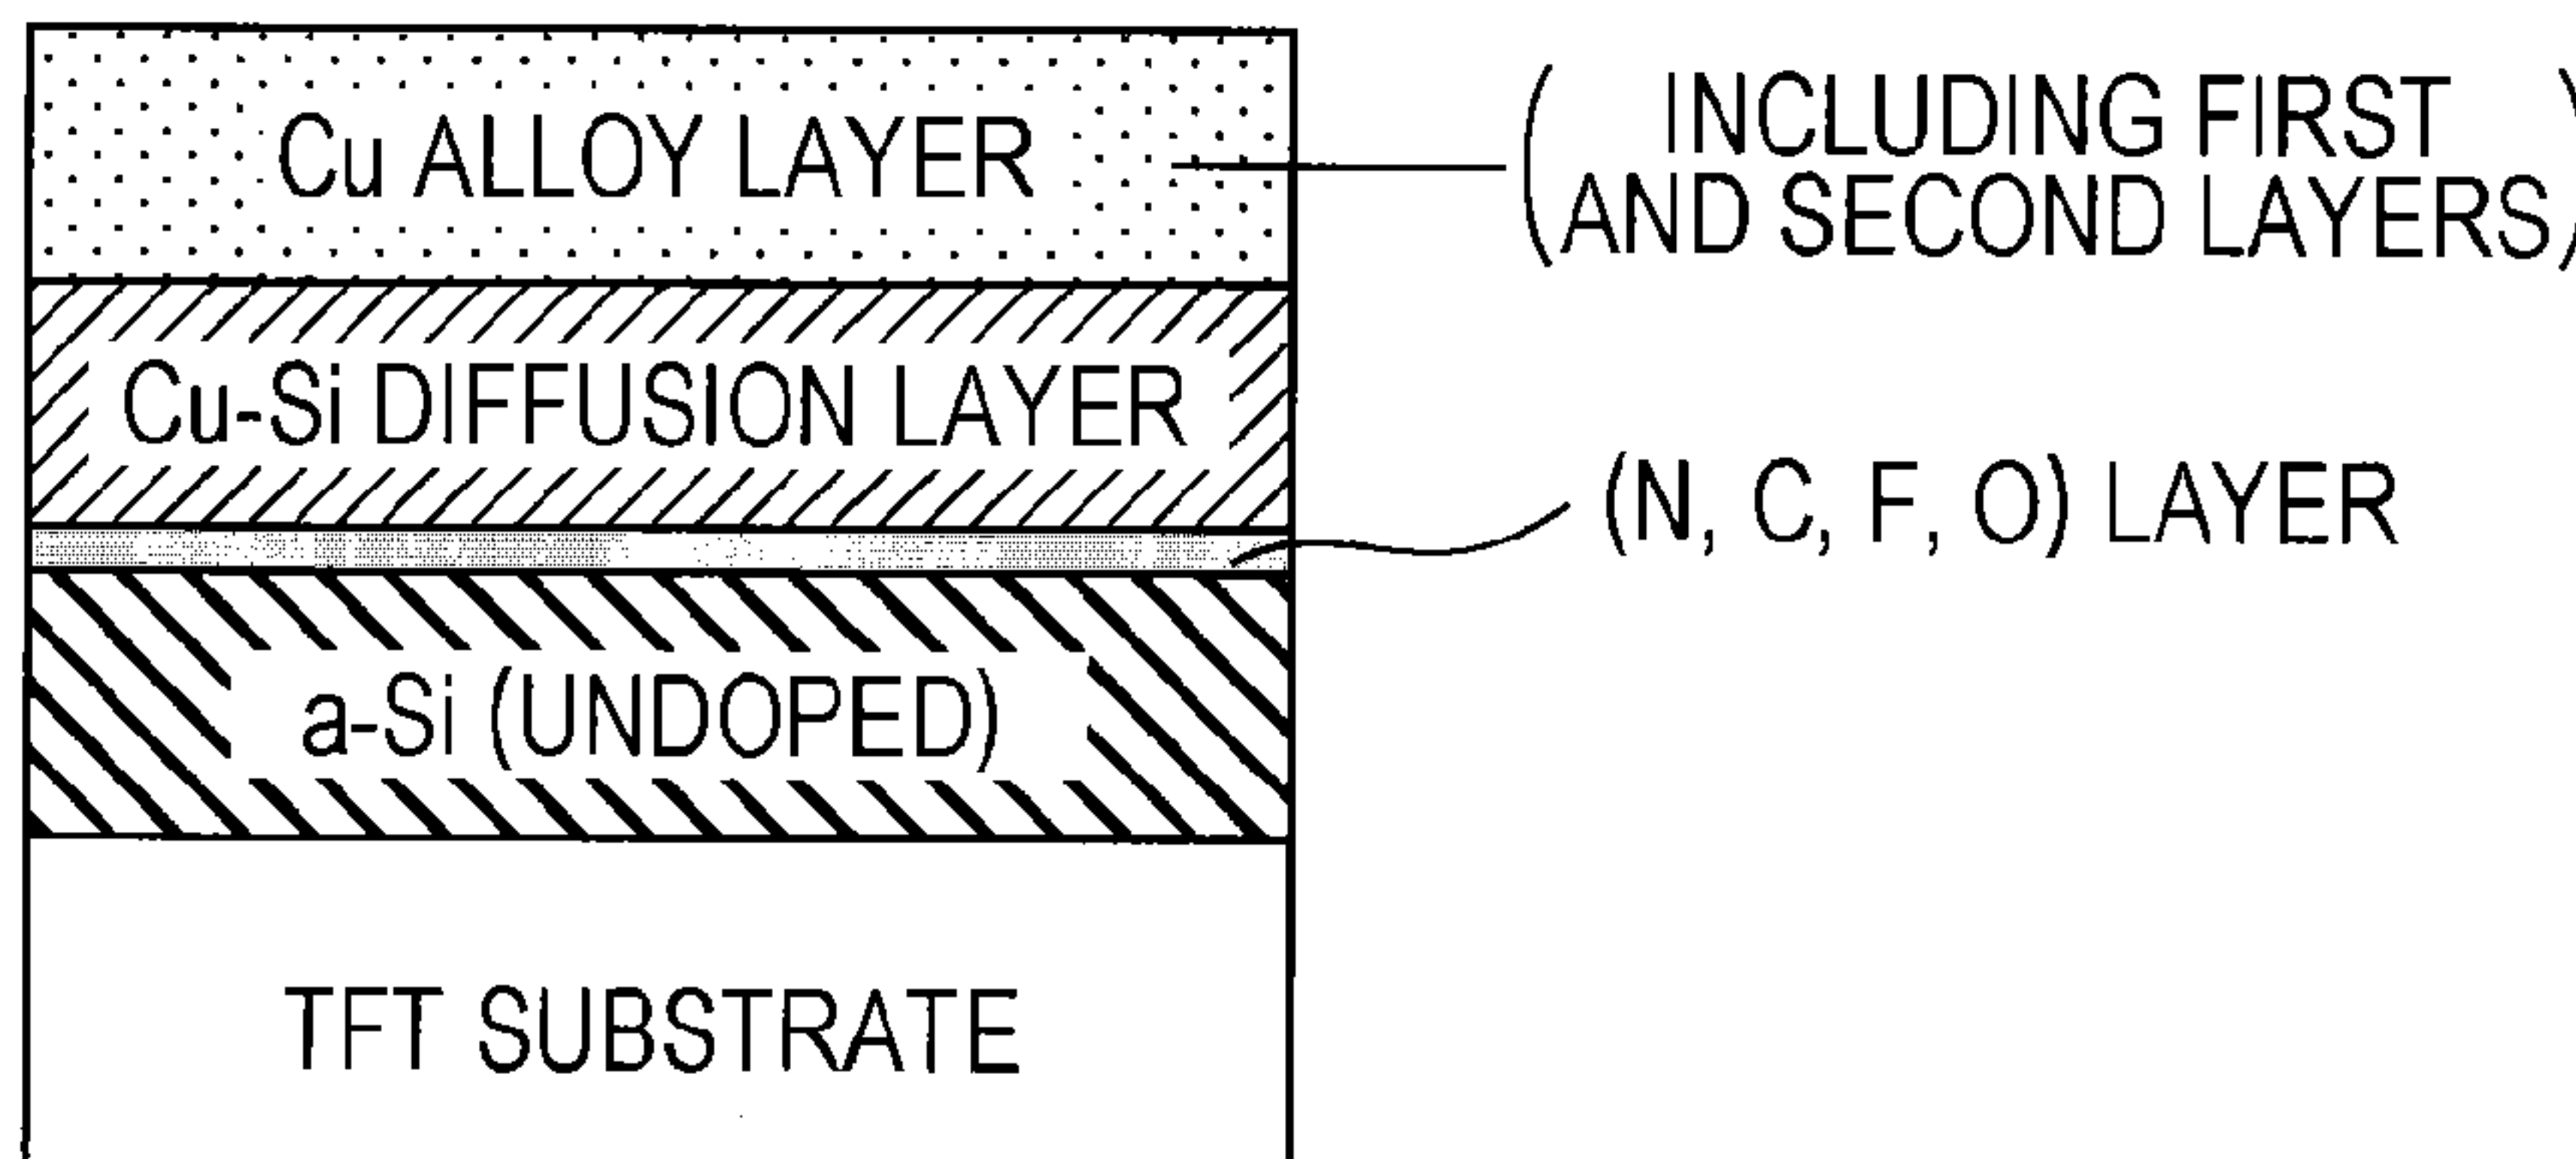 Cu ALLOY LAYER
(INCLUDING FIRST
AND SECOND LAYERS)
Cu-Si DIFFUSION LAYER
(N, C, F, O) LAYER
a-Si (UNDOPED)
TFT SUBSTRATE